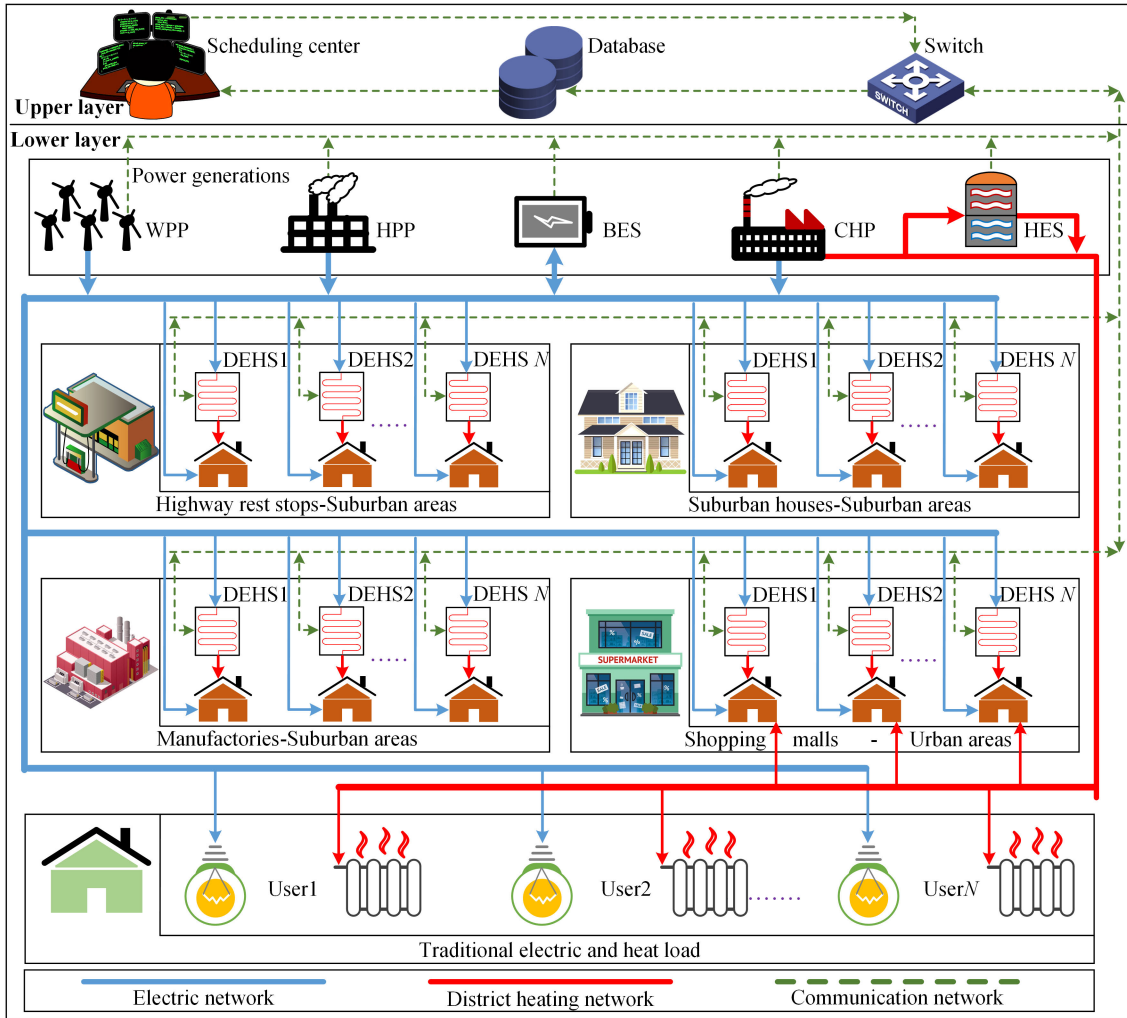 Scheduling center
Database
Switch
SWITCH
Upper layer
Lower layer
Power generations
WPP
HPP
BES
CHP
HES
DEHS1
DEHS2
DEHS N
DEHS1
DEHS2
DEHS N
.....
.....
Highway rest stops-Suburban areas
Suburban houses-Suburban areas
DEHS1
DEHS2
DEHS N
DEHS1
DEHS2
DEHS N
SALE
SUPERMARKET
SALE
.....
.....
Manufactories-Suburban areas
Shopping malls - Urban areas
User1
User2
.......
UserN
Traditional electric and heat load
Electric network
District heating network
Communication network